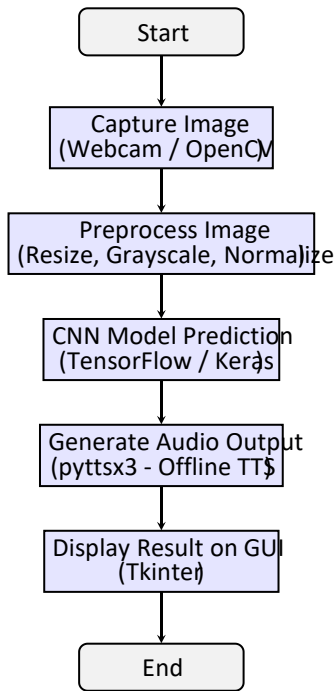 Start
Capture Image
(Webcam / OpenCV)
Preprocess Image
(Resize, Grayscale, Normalize)
CNN Model Prediction
(TensorFlow / Keras)
Generate Audio Output
(pyttsx3 - Offline TTS)
Display Result on GUI
(Tkinter)
End